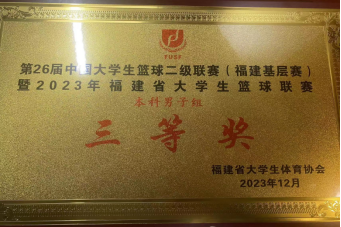 第26届中国大学生篮球二级联赛（福建基层赛）
暨2023年福建省大学生篮球联赛
本科男子组
三等奖
福建省大学生体育协会
2023年12月